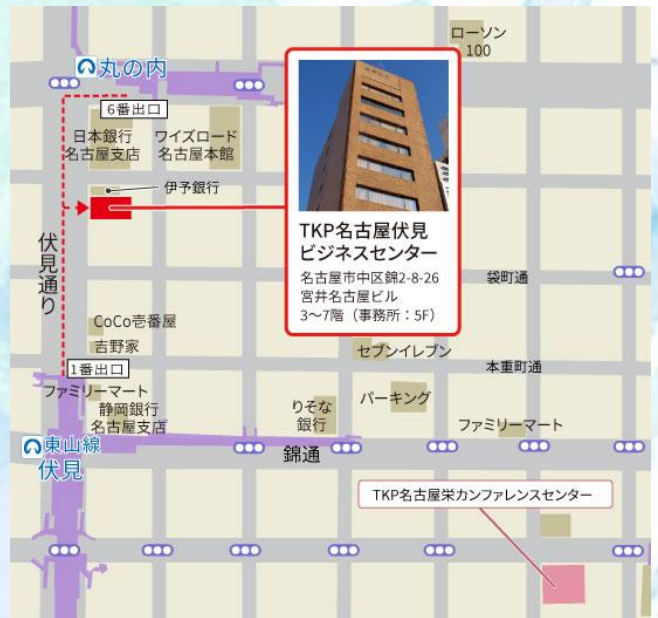 ローソン
100
丸の内
6番出口
日本銀行
名古屋支店
ワイズロード
名古屋本館
伊予銀行
TKP名古屋伏見
ビジネスセンター
名古屋市中区錦2-8-26
宮井名古屋ビル
3〜7階（事務所：5F）
伏見通り
袋町通
CoCo壱番屋
吉野家
セブンイレブン
本重町通
1番出口
ファミリーマート
静岡銀行
名古屋支店
りそな
銀行
パーキング
ファミリーマート
東山線
伏見
錦通
TKP名古屋栄カンファレンスセンター